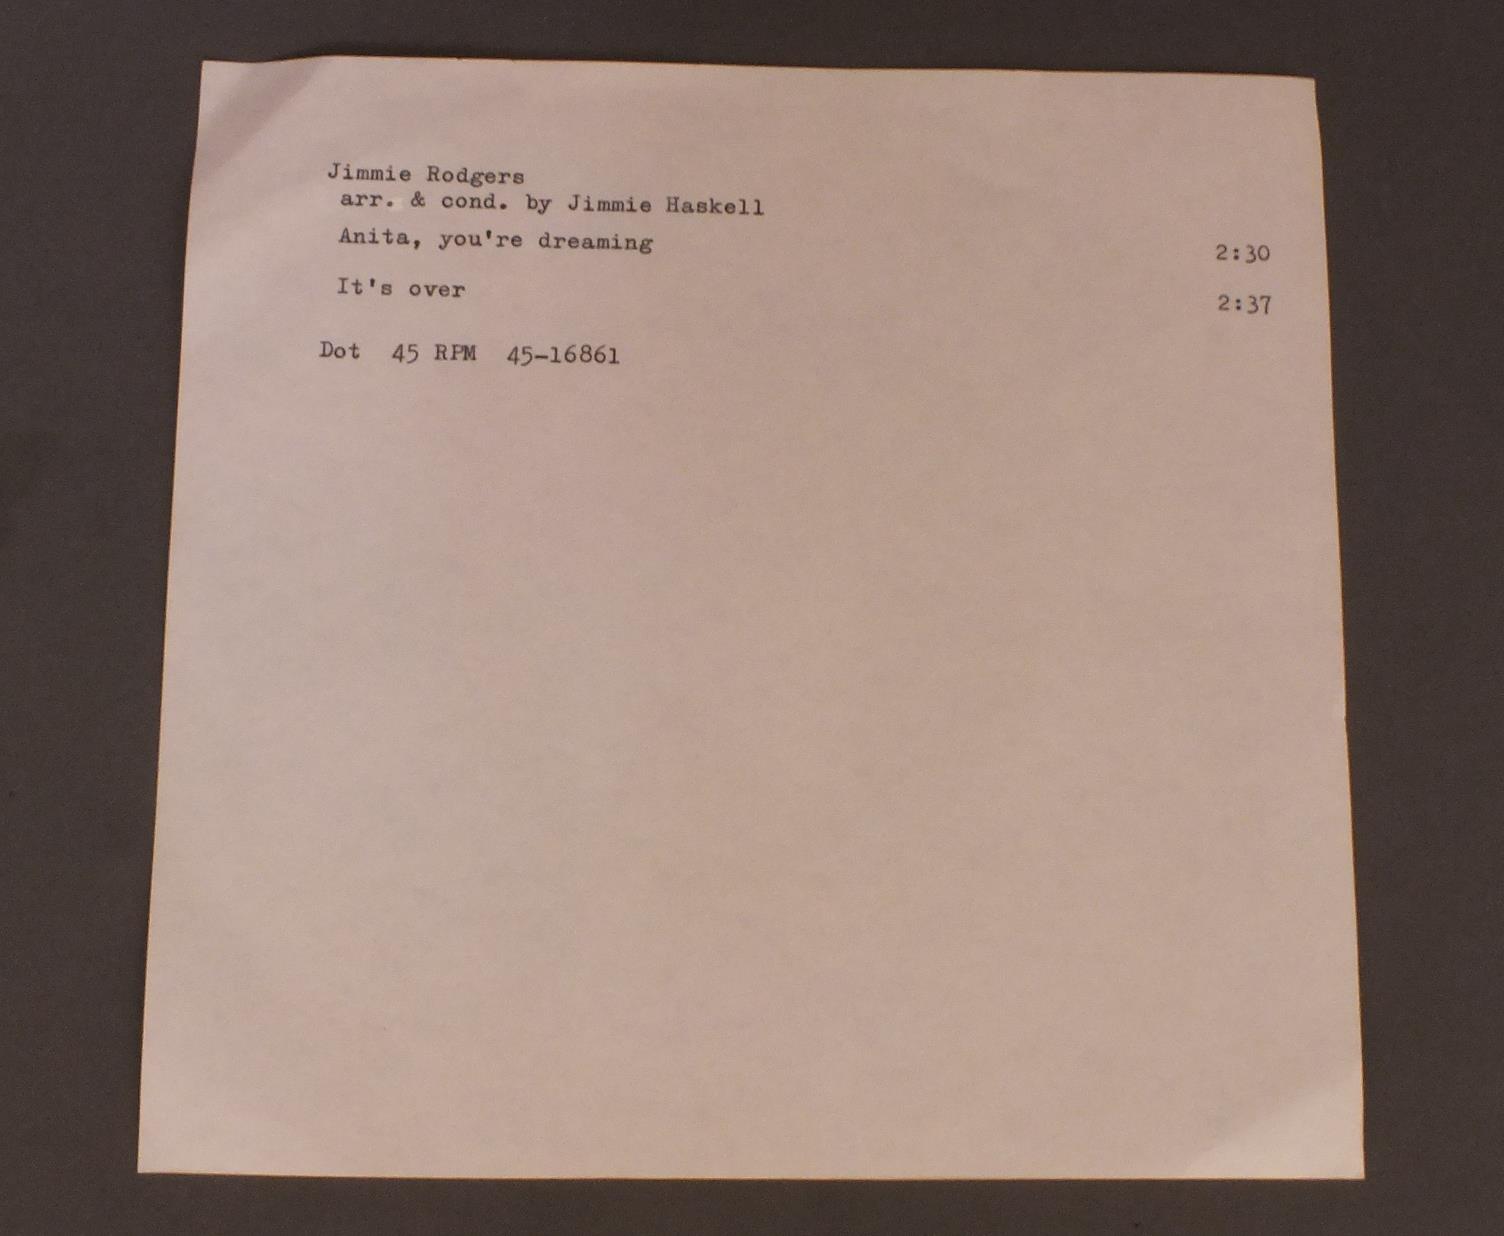 Jimmie Rodgers
arr. & cond. by Jimmie Haskell
Anita, you're dreaming 2:30
It's over 2:37
Dot 45 RPM 45-16861